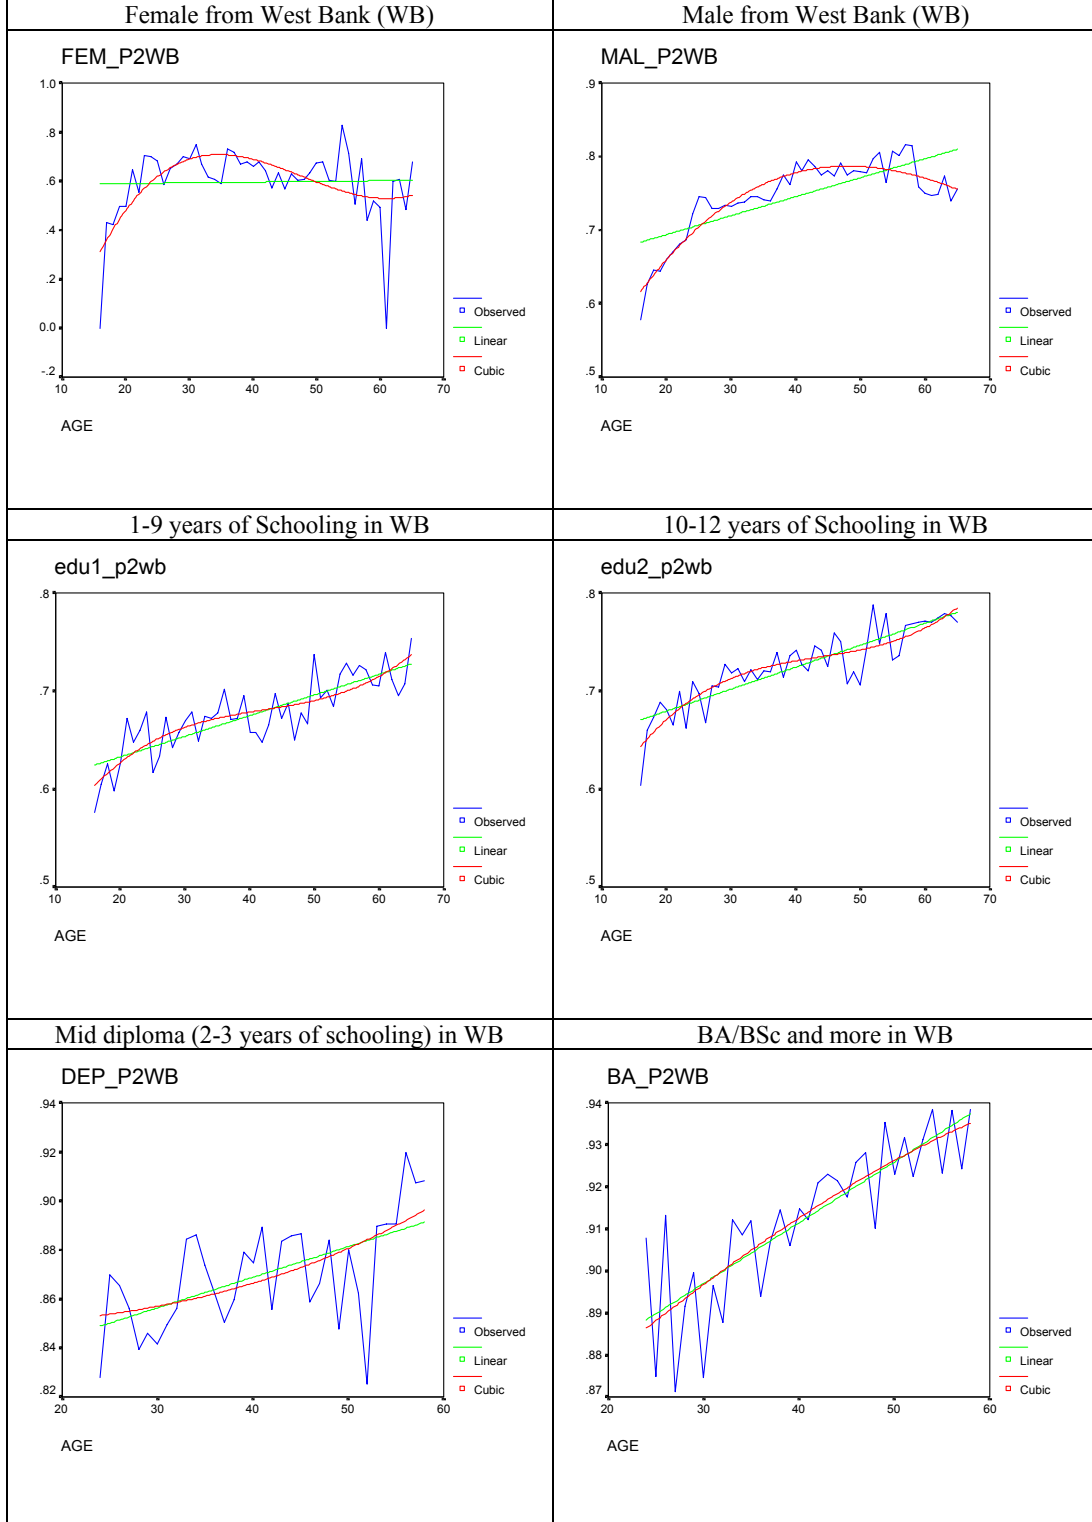 Female from West Bank (WB)
Male from West Bank (WB)
FEM_P2WB
1.0
.8
.6
.4
.2
0.0
-.2
10 20 30 40 50 60 70
AGE
Observed
Linear
Cubic
MAL_P2WB
.9
.8
.7
.6
.5
10 20 30 40 50 60 70
AGE
Observed
Linear
Cubic
1-9 years of Schooling in WB
10-12 years of Schooling in WB
edu1_p2wb
.8
.7
.6
.5
10 20 30 40 50 60 70
AGE
Observed
Linear
Cubic
edu2_p2wb
.8
.7
.6
.5
10 20 30 40 50 60 70
AGE
Observed
Linear
Cubic
Mid diploma (2-3 years of schooling) in WB
BA/BSc and more in WB
DEP_P2WB
.94
.92
.90
.88
.86
.84
.82
20 30 40 50 60
AGE
Observed
Linear
Cubic
BA_P2WB
.94
.93
.92
.91
.90
.89
.88
.87
20 30 40 50 60
AGE
Observed
Linear
Cubic